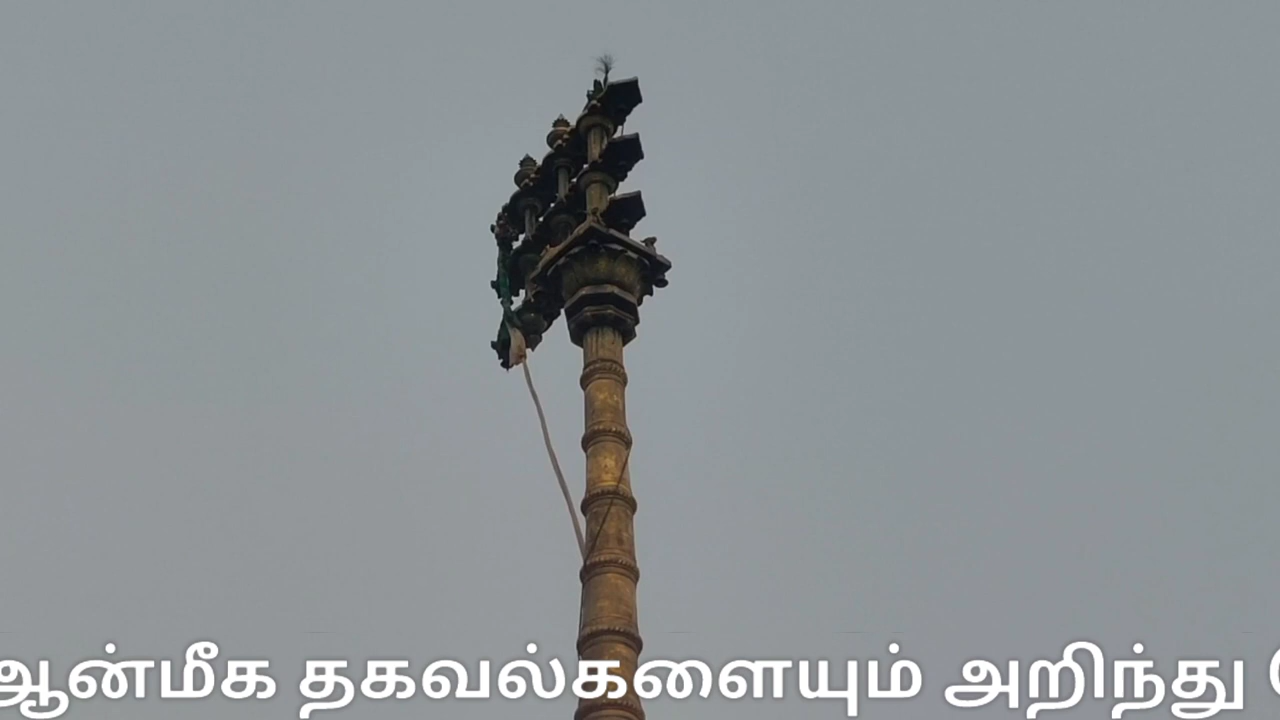 ஆன்மீக தகவல்களையும் அறிந்து